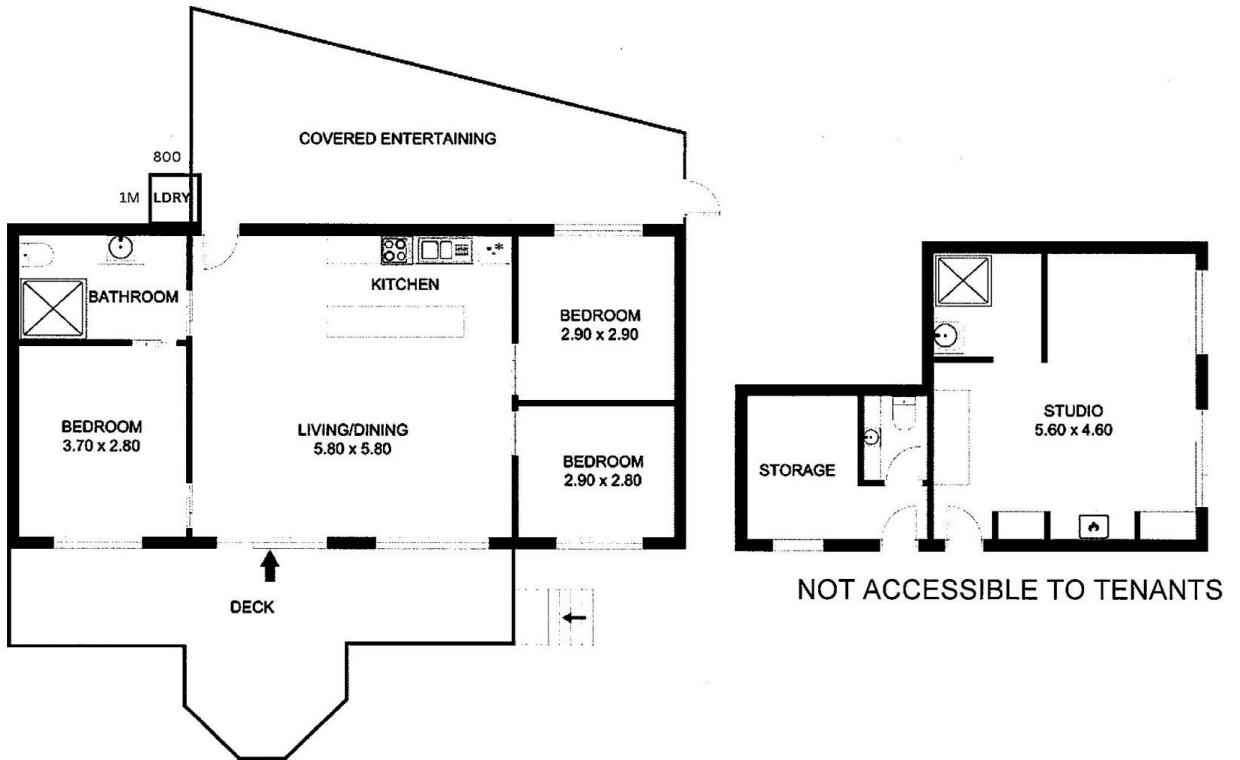 COVERED ENTERTAINING
800
1M
LDRY
BATHROOM
KITCHEN
BEDROOM
2.90 x 2.90
BEDROOM
3.70 x 2.80
LIVING/DINING
5.80 x 5.80
BEDROOM
2.90 x 2.80
DECK
STUDIO
5.60 x 4.60
STORAGE
NOT ACCESSIBLE TO TENANTS